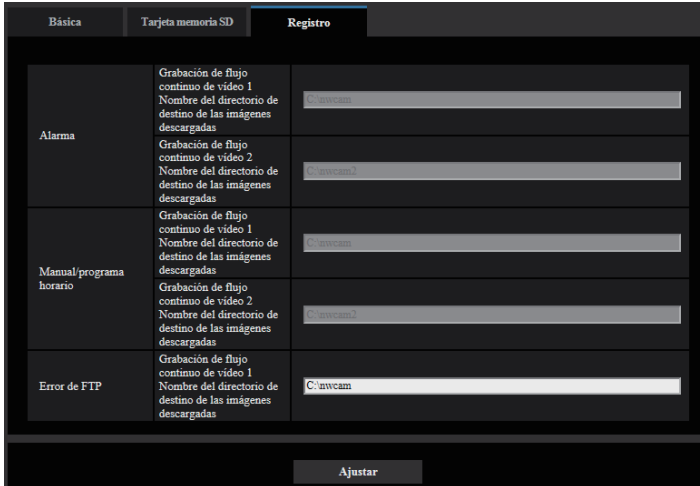 Básica
Tarjeta memoria SD
Registro
Alarma
Grabación de flujo
continuo de vídeo 1
Nombre del directorio de
destino de las imágenes
descargadas
C:\nwcam
Grabación de flujo
continuo de vídeo 2
Nombre del directorio de
destino de las imágenes
descargadas
C:\nwcam2
Manual/programa
horario
Grabación de flujo
continuo de vídeo 1
Nombre del directorio de
destino de las imágenes
descargadas
C:\nwcam
Grabación de flujo
continuo de vídeo 2
Nombre del directorio de
destino de las imágenes
descargadas
C:\nwcam2
Error de FTP
Grabación de flujo
continuo de vídeo 1
Nombre del directorio de
destino de las imágenes
descargadas
C:\nwcam
Ajustar